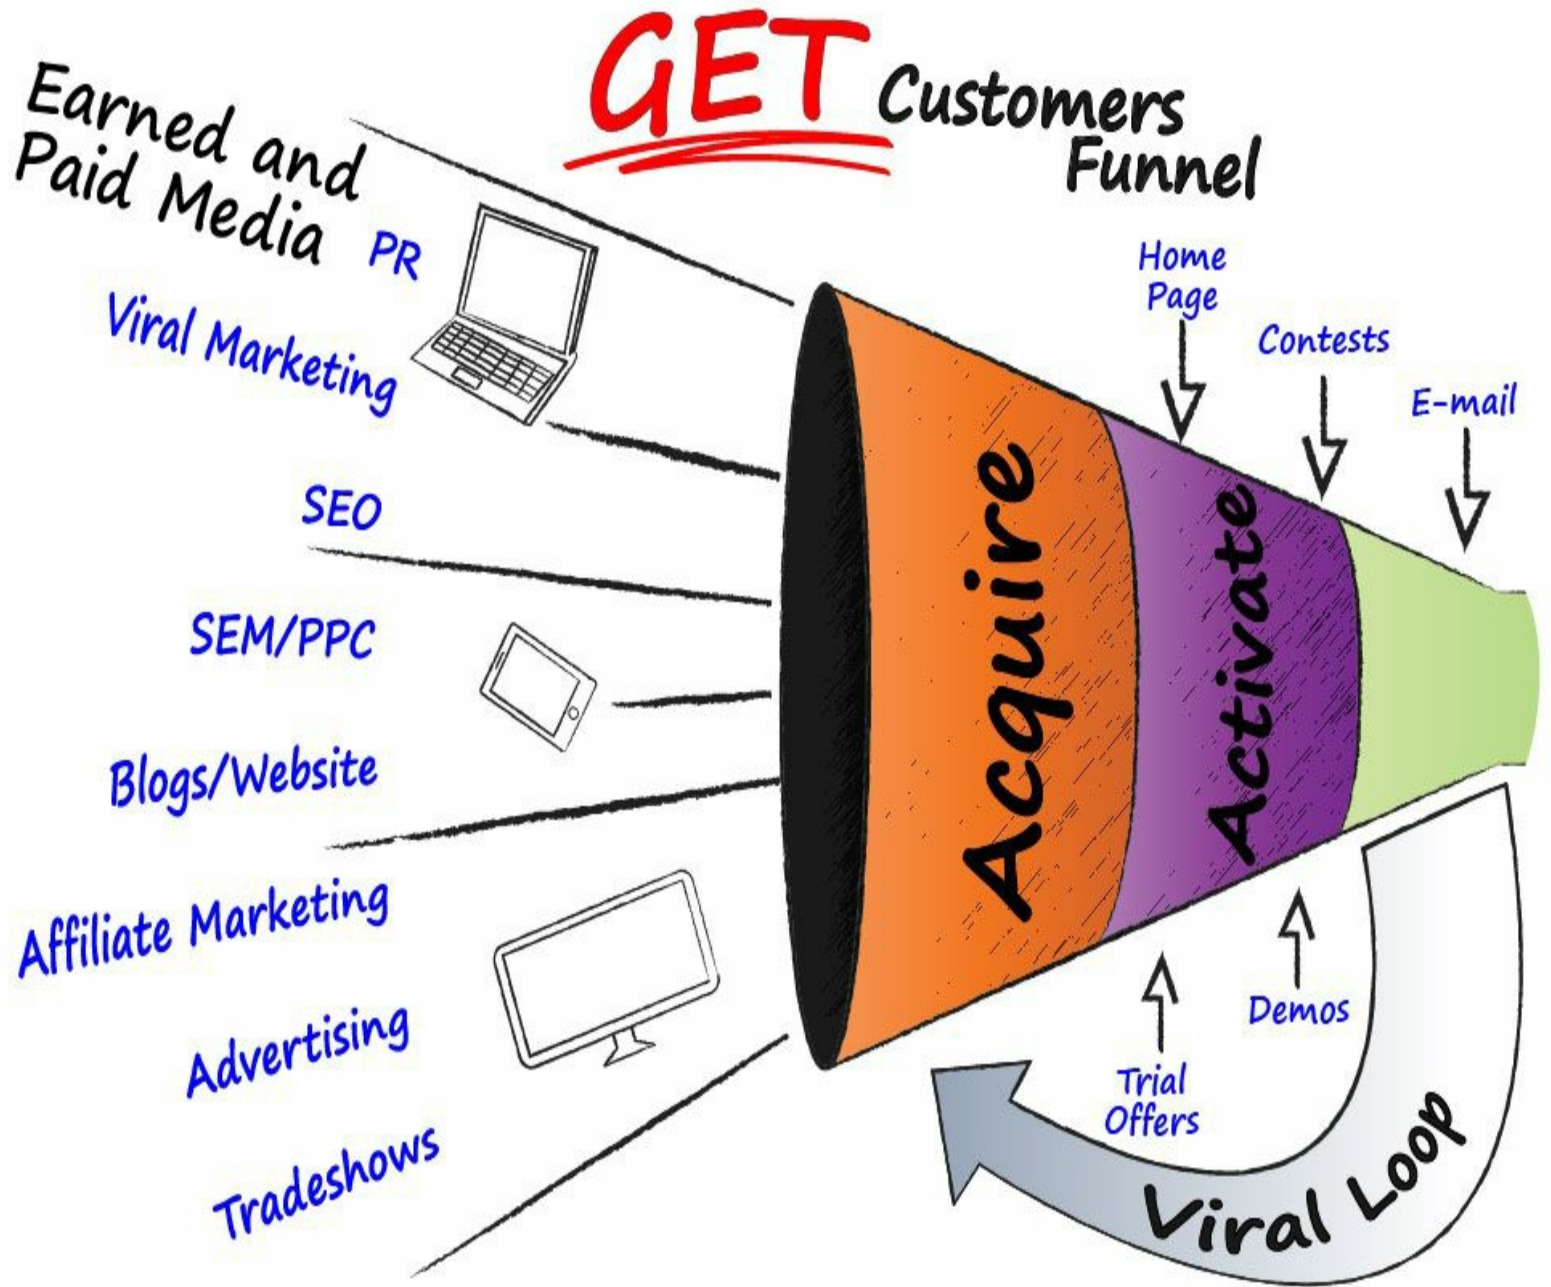 GET Customers
Funnel
Earned and
Paid Media
PR
Viral Marketing
SEO
SEM/PPC
Blogs/Website
Affiliate Marketing
Advertising
Tradeshows
Acquire
Activate
Home
Page
Contests
E-mail
Trial
Offers
Demos
Viral Loop